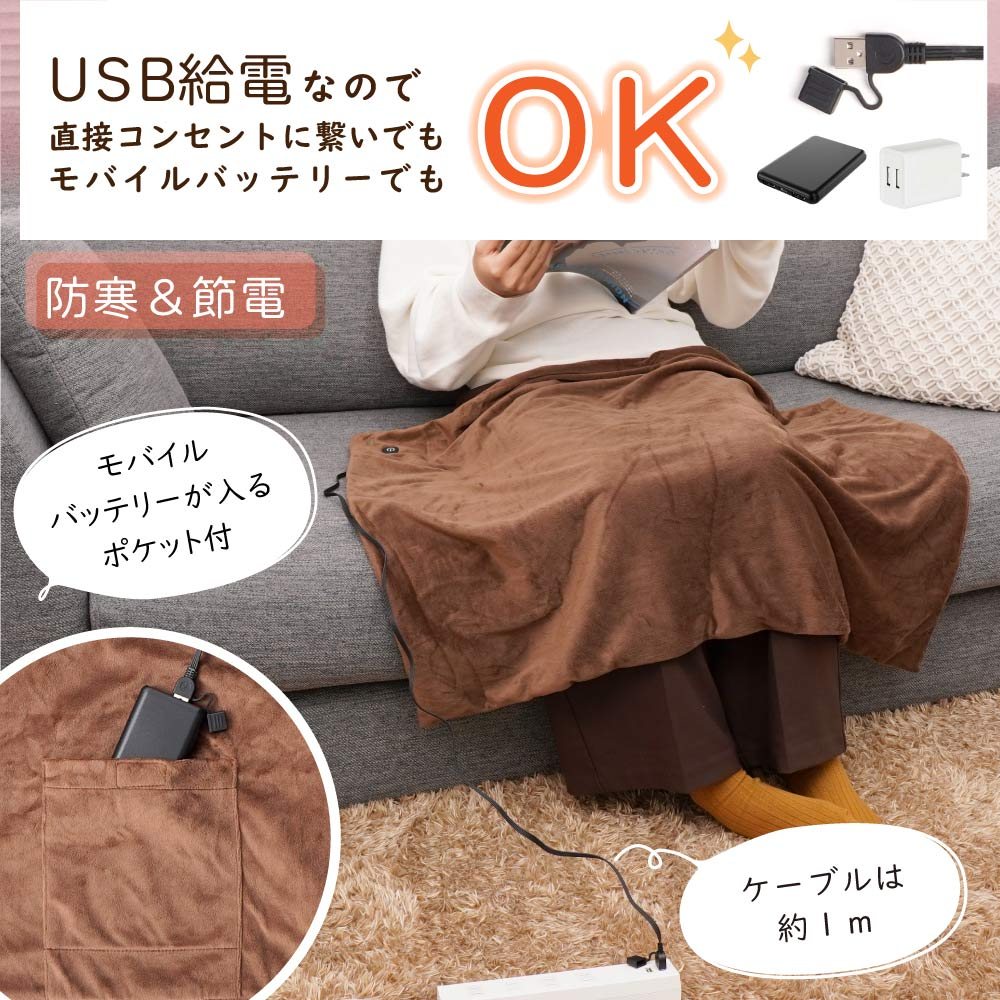 USB給電なので
直接コンセントに繋いでも
モバイルバッテリーでも
OK
防寒&節電
モバイル
バッテリーが入る
ポケット付
ケーブルは
約1m